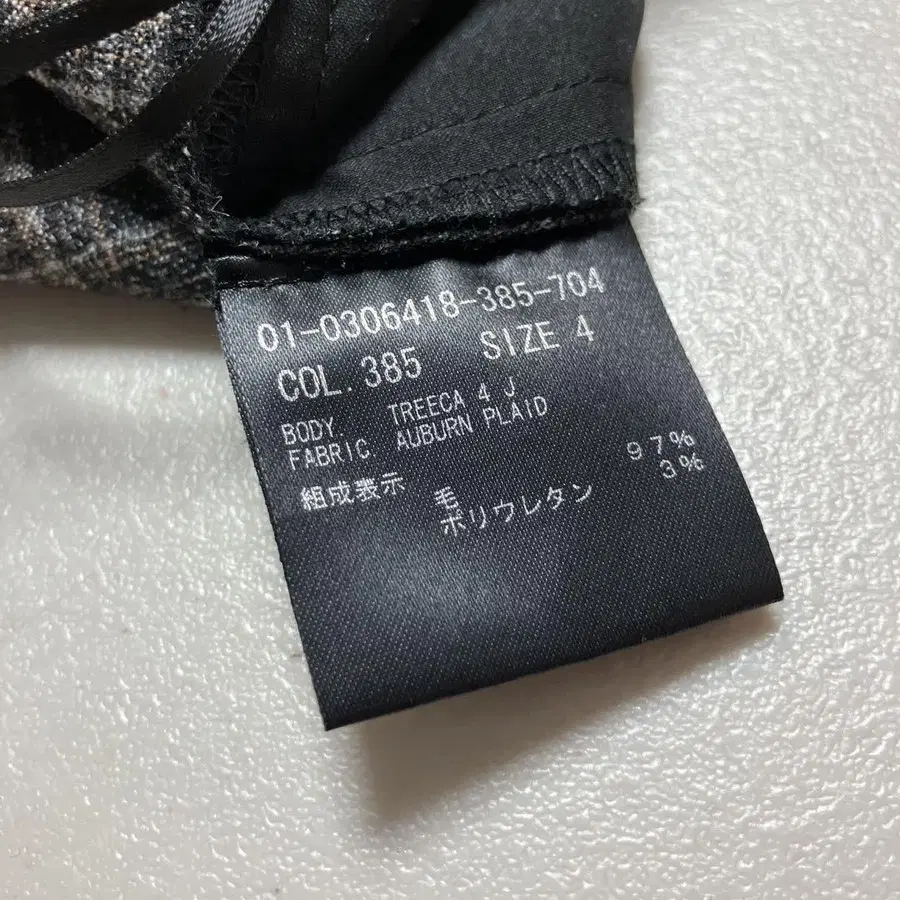 01-0306418-385-704
COL. 385 SIZE 4
BODY TREECA 4 J
FABRIC AUBURN PLAID
組成表示 毛 97%
ポリウレタン 3%